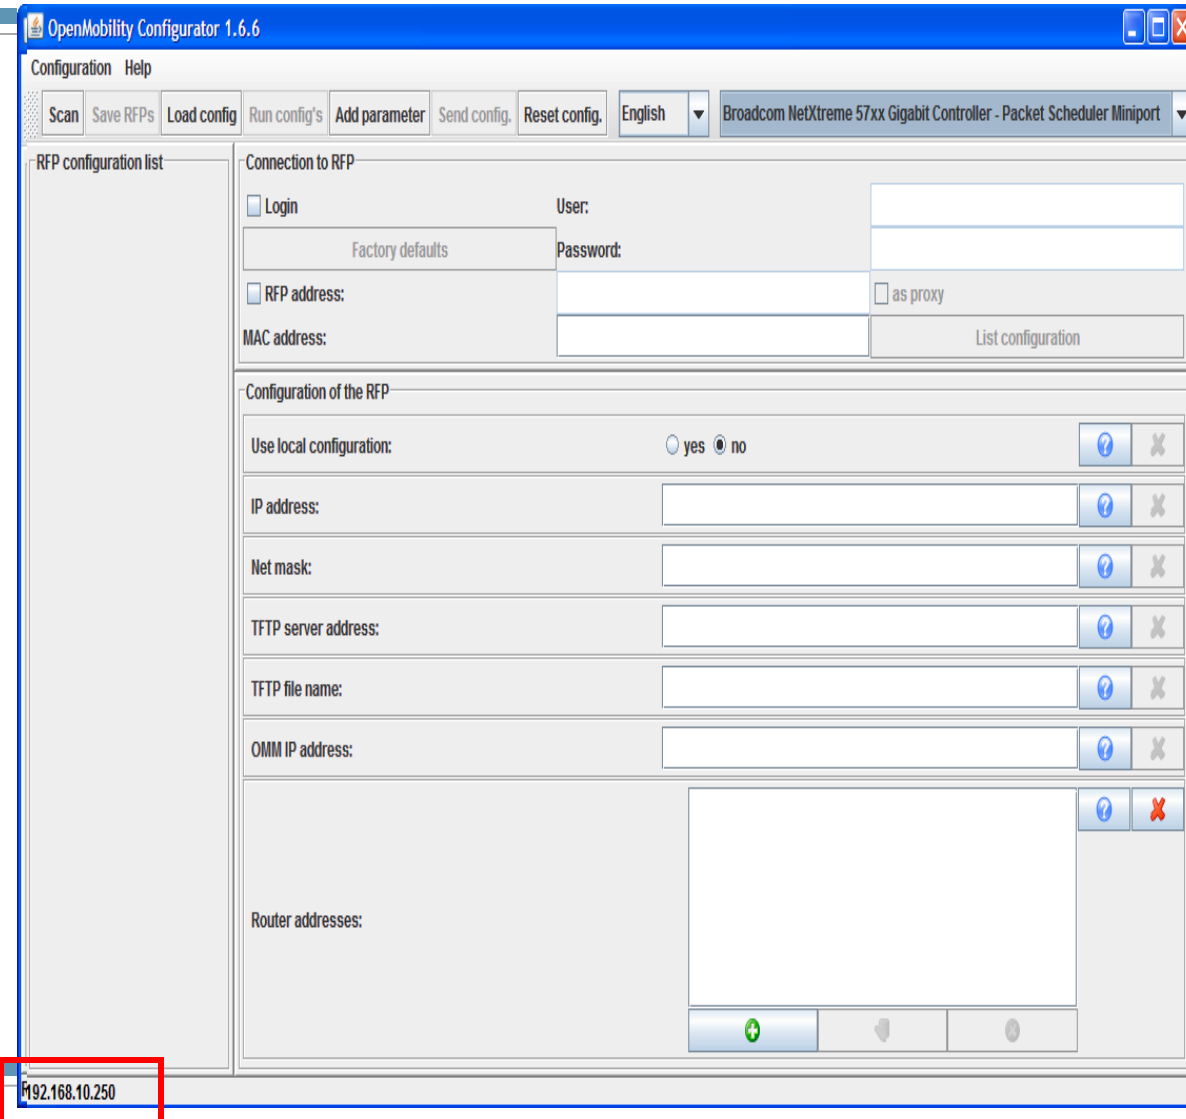 OpenMobility Configurator 1.6.6
Configuration Help
Scan Save RFPs Load config Run config's Add parameter Send config. Reset config. English Broadcom NetXtreme 57xx Gigabit Controller - Packet Scheduler Miniport
RFP configuration list
Connection to RFP
Login User:
Factory defaults Password:
RFP address: as proxy
MAC address: List configuration
Configuration of the RFP
Use local configuration: yes no
IP address:
Net mask:
TFTP server address:
TFTP file name:
OMM IP address:
Router addresses:
192.168.10.250